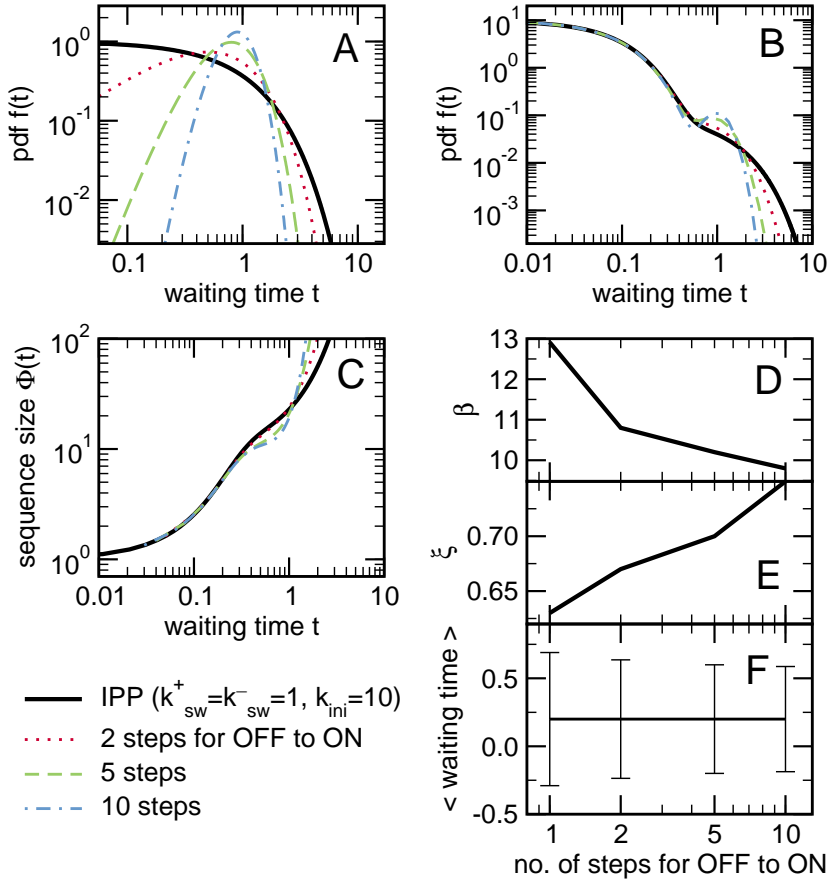 A
pdf f(t)
10^0
10^-1
10^-2
0.1 1 10
waiting time t
B
pdf f(t)
10^1
10^0
10^-1
10^-2
10^-3
0.01 0.1 1 10
waiting time t
C
sequence size Φ(t)
10^2
10^1
10^0
0.01 0.1 1 10
waiting time t
D
β
13
12
11
10
E
ξ
0.70
0.65
F
< waiting time >
0.5
0.0
-0.5
1 2 5 10
no. of steps for OFF to ON
IPP (k^+_sw=k^–_sw=1, k_ini=10)
2 steps for OFF to ON
5 steps
10 steps